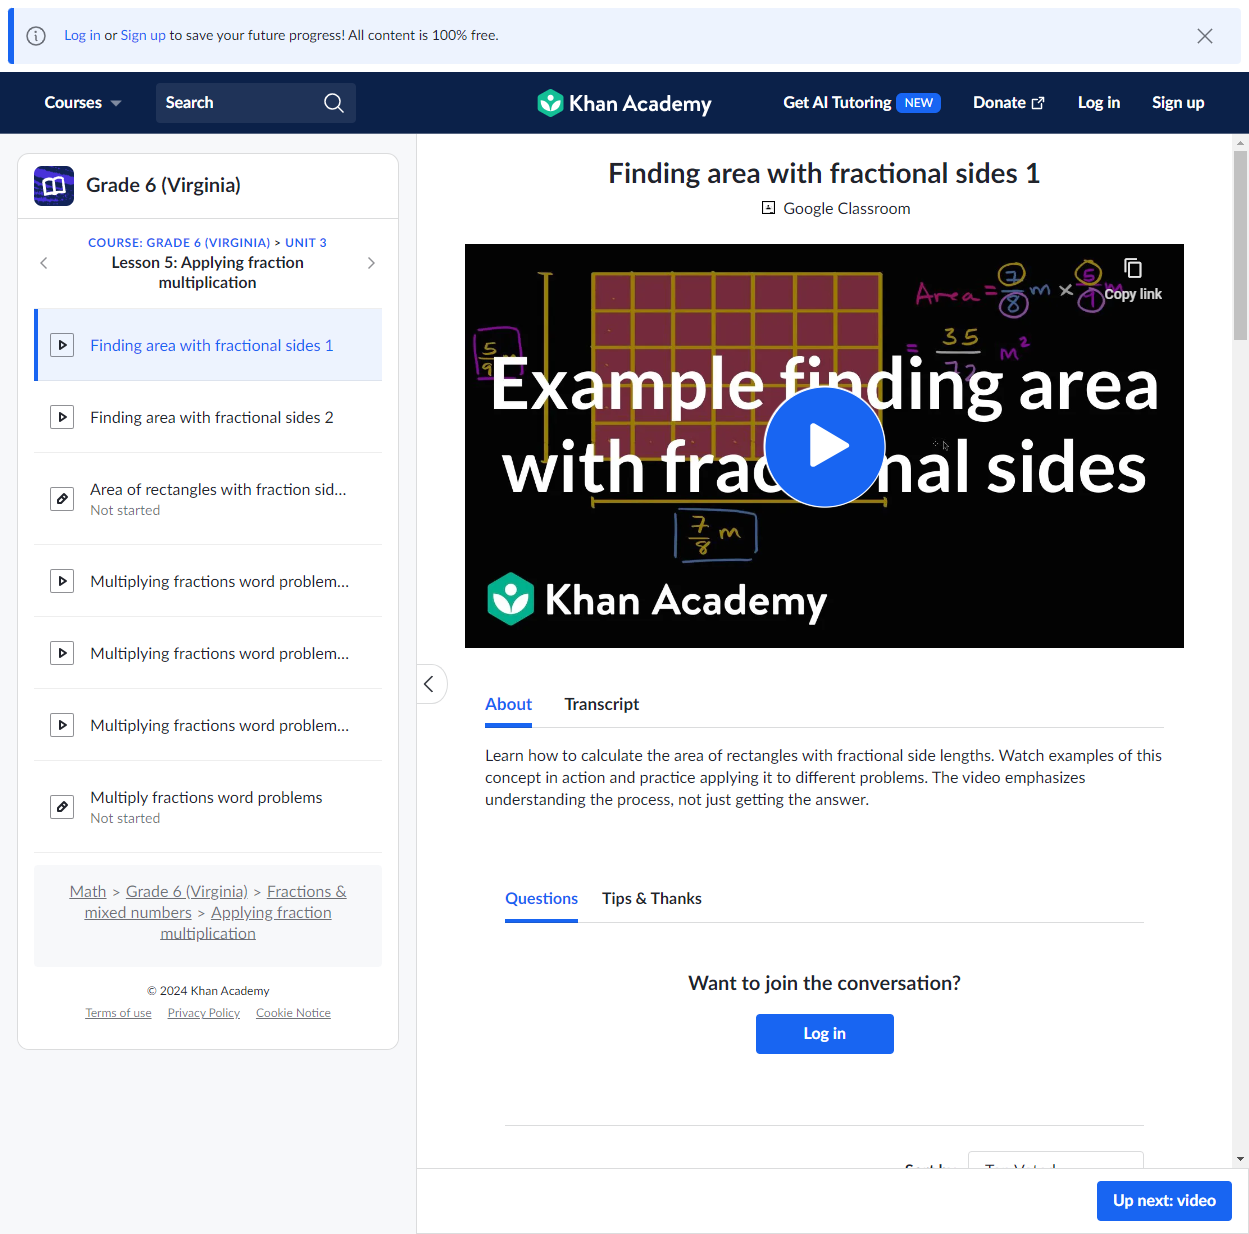 Log in or Sign up to save your future progress! All content is 100% free.
Courses
Search
Khan Academy
Get AI Tutoring NEW
Donate
Log in
Sign up
Grade 6 (Virginia)
COURSE: GRADE 6 (VIRGINIA) > UNIT 3
Lesson 5: Applying fraction
multiplication
Finding area with fractional sides 1
Finding area with fractional sides 2
Area of rectangles with fraction sid...
Not started
Multiplying fractions word problem...
Multiplying fractions word problem...
Multiplying fractions word problem...
Multiply fractions word problems
Not started
Math > Grade 6 (Virginia) > Fractions &
mixed numbers > Applying fraction
multiplication
© 2024 Khan Academy
Terms of use Privacy Policy Cookie Notice
Finding area with fractional sides 1
Google Classroom
Area = 7/8 m × 5/9 m
Copy link
= 35/72 m²
5/9 m
Example finding area
with sides
7/8 m
Khan Academy
About Transcript
Learn how to calculate the area of rectangles with fractional side lengths. Watch examples of this
concept in action and practice applying it to different problems. The video emphasizes
understanding the process, not just getting the answer.
Questions Tips & Thanks
Want to join the conversation?
Log in
Up next: video